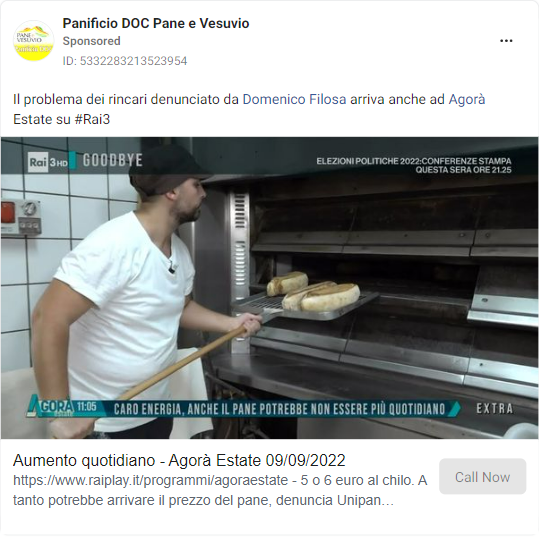 PANE e
VESUVIO
Panificio DOC
Panificio DOC Pane e Vesuvio
Sponsored
ID: 5332283213523954
Il problema dei rincari denunciato da Domenico Filosa arriva anche ad Agorà
Estate su #Rai3
Rai 3HD GOODBYE
ELEZIONI POLITICHE 2022:CONFERENZE STAMPA
QUESTA SERA ORE 21.25
AGORÀ 11:05 CARO ENERGIA, ANCHE IL PANE POTREBBE NON ESSERE PIÙ QUOTIDIANO EXTRA
Aumento quotidiano - Agorà Estate 09/09/2022
https://www.raiplay.it/programmi/agoraestate - 5 o 6 euro al chilo. A
tanto potrebbe arrivare il prezzo del pane, denuncia Unipan…
Call Now